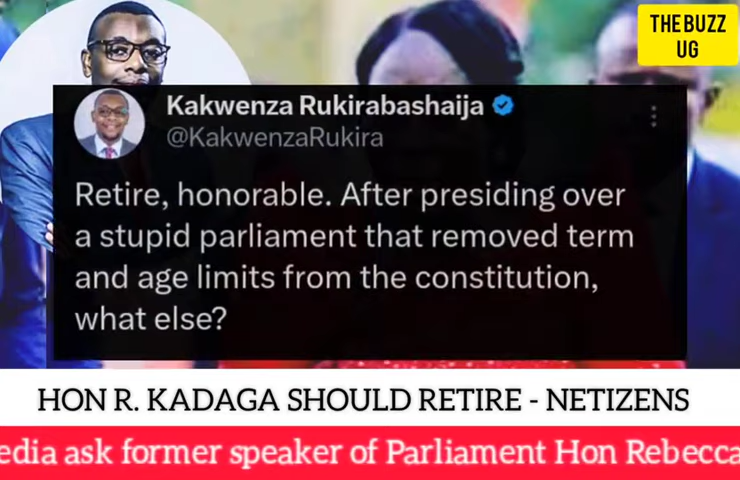 THE BUZZ
UG
Kakwenza Rukirabashaija
@KakwenzaRukira
Retire, honorable. After presiding over
a stupid parliament that removed term
and age limits from the constitution,
what else?
HON R. KADAGA SHOULD RETIRE - NETIZENS
edia ask former speaker of Parliament Hon Rebecca